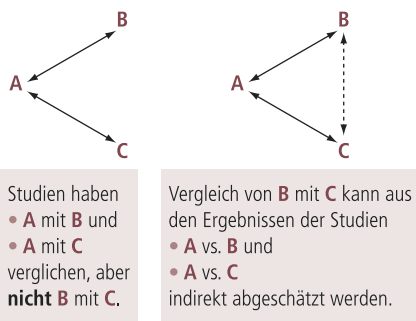 B
A
C
B
A
C
Studien haben
• A mit B und
• A mit C
verglichen, aber
nicht B mit C.
Vergleich von B mit C kann aus
den Ergebnissen der Studien
• A vs. B und
• A vs. C
indirekt abgeschätzt werden.